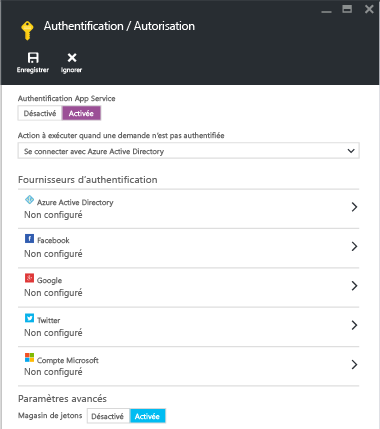 Authentification / Autorisation
Enregistrer Ignorer
Authentification App Service
Désactivé Activée
Action à exécuter quand une demande n'est pas authentifiée
Se connecter avec Azure Active Directory
Fournisseurs d'authentification
Azure Active Directory
Non configuré
Facebook
Non configuré
Google
Non configuré
Twitter
Non configuré
Compte Microsoft
Non configuré
Paramètres avancés
Magasin de jetons Désactivé Activée